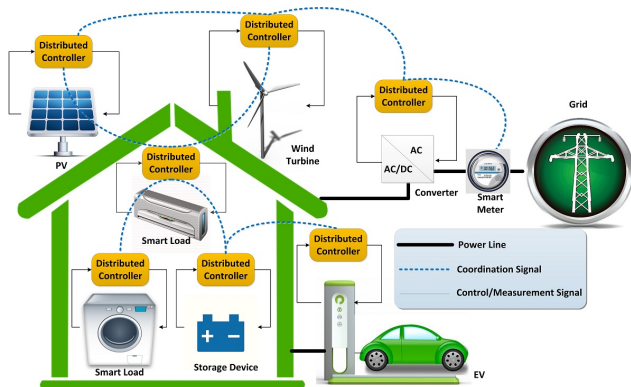 Distributed
Controller
Distributed
Controller
Grid
Distributed
Controller
PV
Wind
Turbine
AC
AC/DC
Converter
Smart
Meter
Distributed
Controller
Smart Load
Distributed
Controller
Distributed
Controller
Distributed
Controller
Power Line
Coordination Signal
Control/Measurement Signal
Smart Load
Storage Device
EV